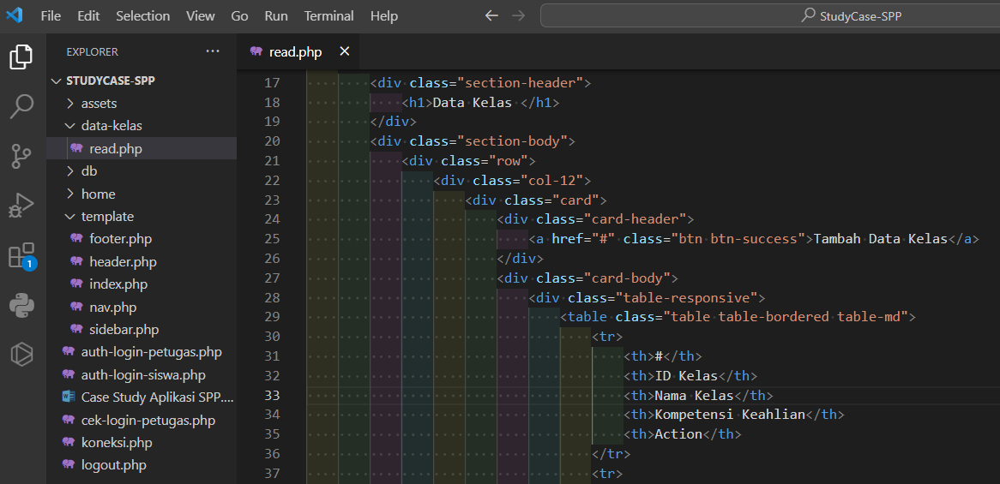 File Edit Selection View Go Run Terminal Help StudyCase-SPP
EXPLORER ···
STUDYCASE-SPP
assets
data-kelas
read.php
db
home
template
footer.php
header.php
index.php
nav.php
sidebar.php
auth-login-petugas.php
auth-login-siswa.php
Case Study Aplikasi SPP....
cek-login-petugas.php
koneksi.php
logout.php
1
read.php
17 <div class="section-header">
18 <h1>Data Kelas </h1>
19 </div>
20 <div class="section-body">
21 <div class="row">
22 <div class="col-12">
23 <div class="card">
24 <div class="card-header">
25 <a href="#" class="btn btn-success">Tambah Data Kelas</a>
26 </div>
27 <div class="card-body">
28 <div class="table-responsive">
29 <table class="table table-bordered table-md">
30 <tr>
31 <th>#</th>
32 <th>ID Kelas</th>
33 <th>Nama Kelas</th>
34 <th>Kompetensi Keahlian</th>
35 <th>Action</th>
36 </tr>
37 <tr>